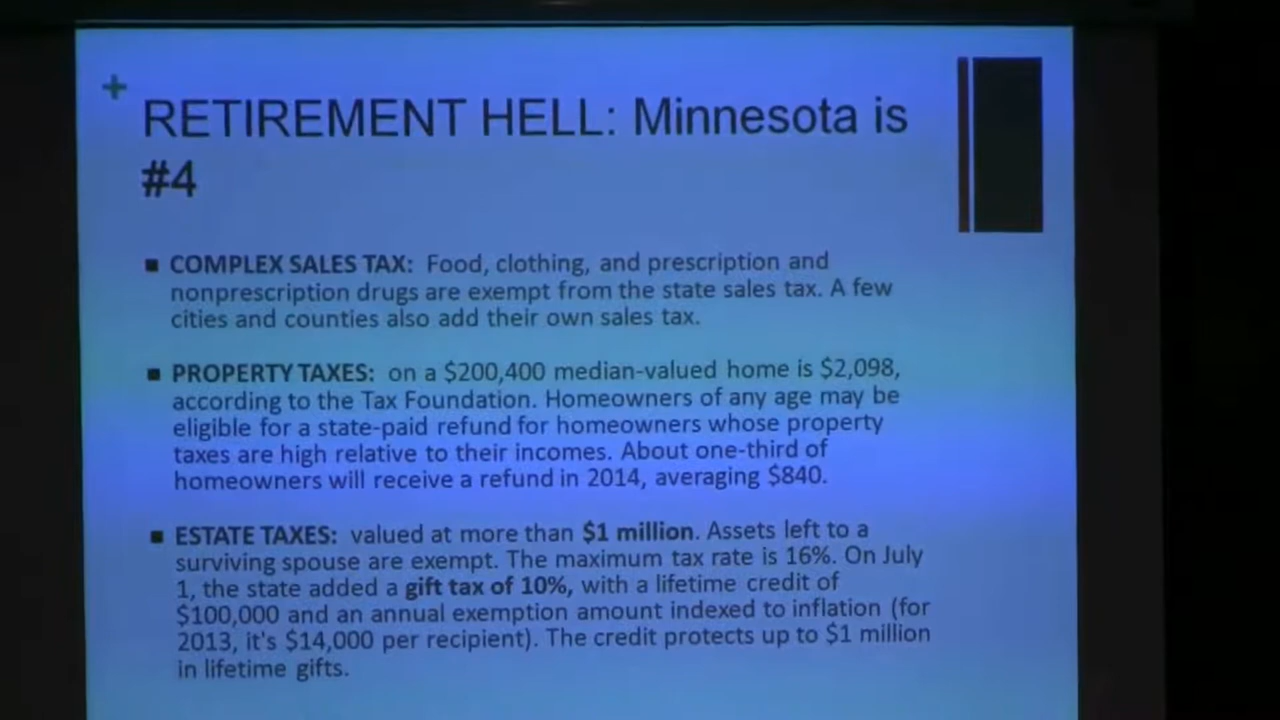 RETIREMENT HELL: Minnesota is
#4
■ COMPLEX SALES TAX: Food, clothing, and prescription and
nonprescription drugs are exempt from the state sales tax. A few
cities and counties also add their own sales tax.
■ PROPERTY TAXES: on a $200,400 median-valued home is $2,098,
according to the Tax Foundation. Homeowners of any age may be
eligible for a state-paid refund for homeowners whose property
taxes are high relative to their incomes. About one-third of
homeowners will receive a refund in 2014, averaging $840.
■ ESTATE TAXES: valued at more than $1 million. Assets left to a
surviving spouse are exempt. The maximum tax rate is 16%. On July
1, the state added a gift tax of 10%, with a lifetime credit of
$100,000 and an annual exemption amount indexed to inflation (for
2013, it's $14,000 per recipient). The credit protects up to $1 million
in lifetime gifts.